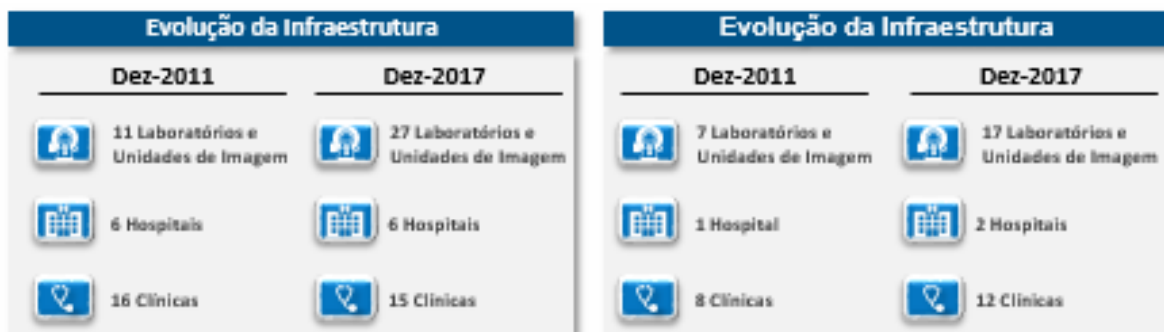 Evolução da Infraestrutura
Dez-2011
Dez-2017
11 Laboratórios e
Unidades de Imagem
27 Laboratórios e
Unidades de Imagem
6 Hospitais
6 Hospitais
16 Clínicas
15 Clínicas
Evolução da Infraestrutura
Dez-2011
Dez-2017
7 Laboratórios e
Unidades de Imagem
17 Laboratórios e
Unidades de Imagem
1 Hospital
2 Hospitais
8 Clínicas
12 Clínicas